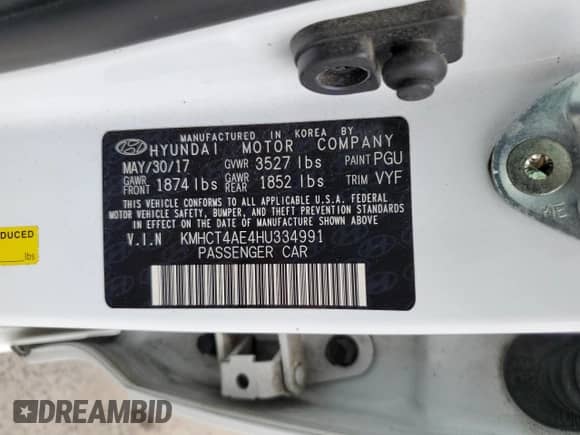 MANUFACTURED IN KOREA BY
HYUNDAI MOTOR COMPANY
MAY/30/17 GVWR 3527 lbs PAINT PGU
GAWR FRONT 1874 lbs GAWR REAR 1852 lbs TRIM VYF
THIS VEHICLE CONFORMS TO ALL APPLICABLE U.S.A. FEDERAL
MOTOR VEHICLE SAFETY, BUMPER, AND THEFT PREVENTION STANDARDS
IN EFFECT ON THE DATE OF MANUFACTURE SHOWN ABOVE
V.I.N KMHCT4AE4HU334991
PASSENGER CAR
DUCED
lbs
DREAMBID